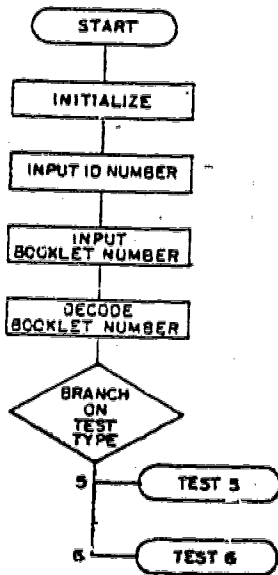 START
INITIALIZE
INPUT ID NUMBER
INPUT
BOOKLET NUMBER
DECODE
BOOKLET NUMBER
BRANCH
ON
TEST
TYPE
5 TEST 5
6 TEST 6